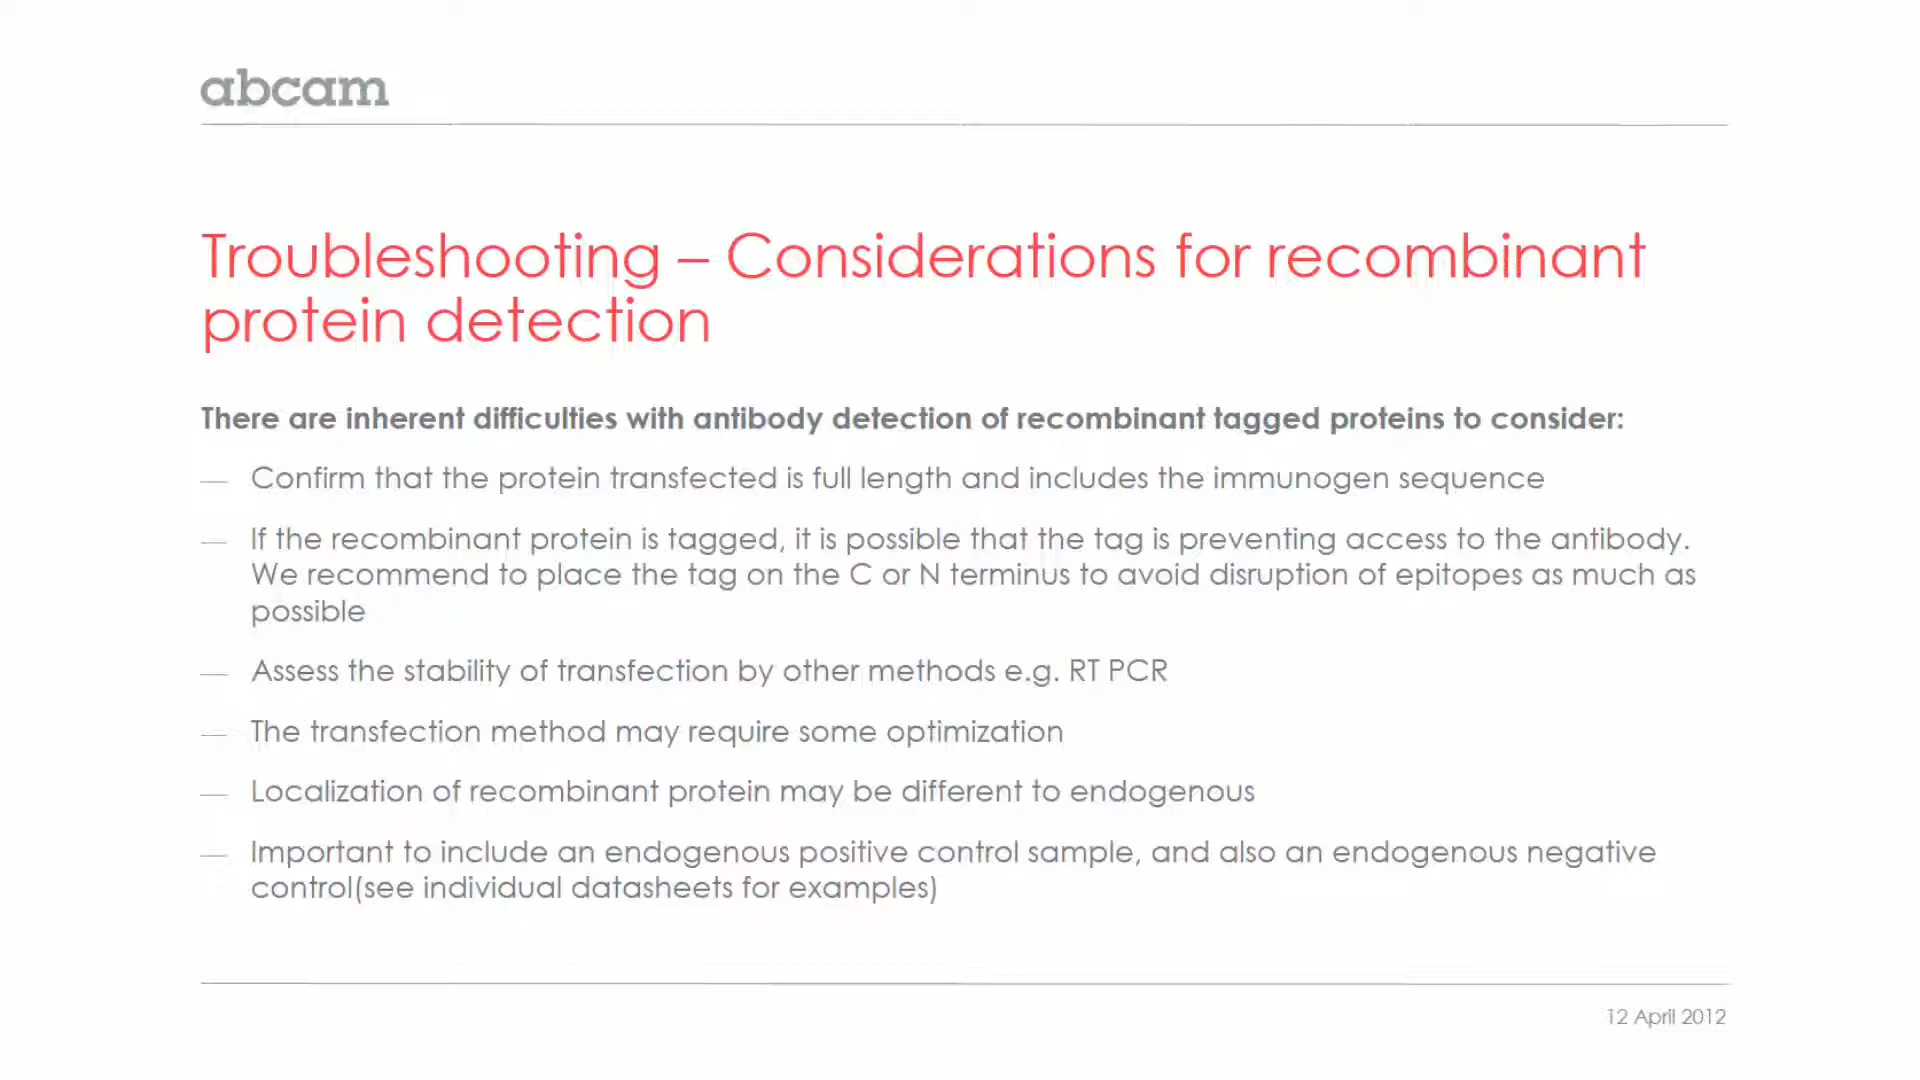 abcam
Troubleshooting – Considerations for recombinant
protein detection
There are inherent difficulties with antibody detection of recombinant tagged proteins to consider:
— Confirm that the protein transfected is full length and includes the immunogen sequence
— If the recombinant protein is tagged, it is possible that the tag is preventing access to the antibody.
We recommend to place the tag on the C or N terminus to avoid disruption of epitopes as much as
possible
— Assess the stability of transfection by other methods e.g. RT PCR
— The transfection method may require some optimization
— Localization of recombinant protein may be different to endogenous
— Important to include an endogenous positive control sample, and also an endogenous negative
control(see individual datasheets for examples)
12 April 2012